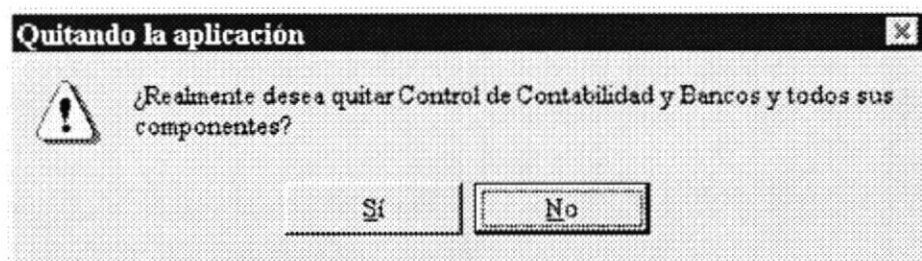 Quitando la aplicación
¿Realmente desea quitar Control de Contabilidad y Bancos y todos sus
componentes?
Sí
No